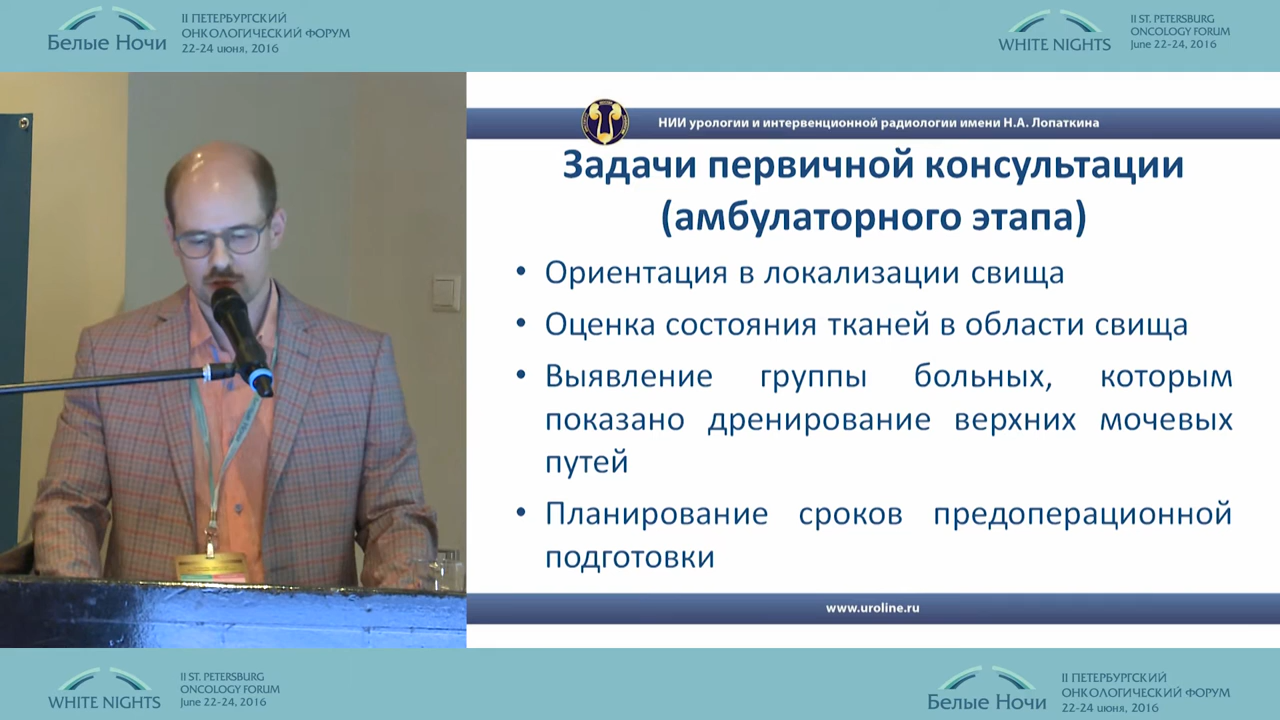 Белые Ночи
II ПЕТЕРБУРГСКИЙ
ОНКОЛОГИЧЕСКИЙ ФОРУМ
22-24 июня, 2016
WHITE NIGHTS
II ST. PETERSBURG
ONCOLOGY FORUM
June 22-24, 2016
НИИ урологии и интервенционной радиологии имени Н.А. Лопаткина
Задачи первичной консультации
(амбулаторного этапа)
• Ориентация в локализации свища
• Оценка состояния тканей в области свища
• Выявление группы больных, которым
показано дренирование верхних мочевых
путей
• Планирование сроков предоперационной
подготовки
www.uroline.ru
WHITE NIGHTS
II ST. PETERSBURG
ONCOLOGY FORUM
June 22-24, 2016
Белые Ночи
II ПЕТЕРБУРГСКИЙ
ОНКОЛОГИЧЕСКИЙ ФОРУМ
22-24 июня, 2016